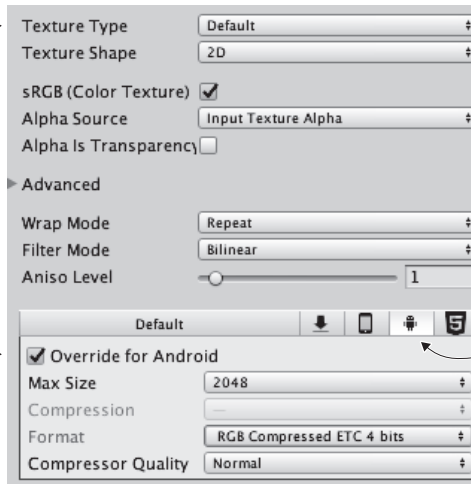 Texture Type Default
Texture Shape 2D
sRGB (Color Texture)
Alpha Source Input Texture Alpha
Alpha Is Transparency
Advanced
Wrap Mode Repeat
Filter Mode Bilinear
Aniso Level 1
Default
Override for Android
Max Size 2048
Compression —
Format RGB Compressed ETC 4 bits
Compressor Quality Normal